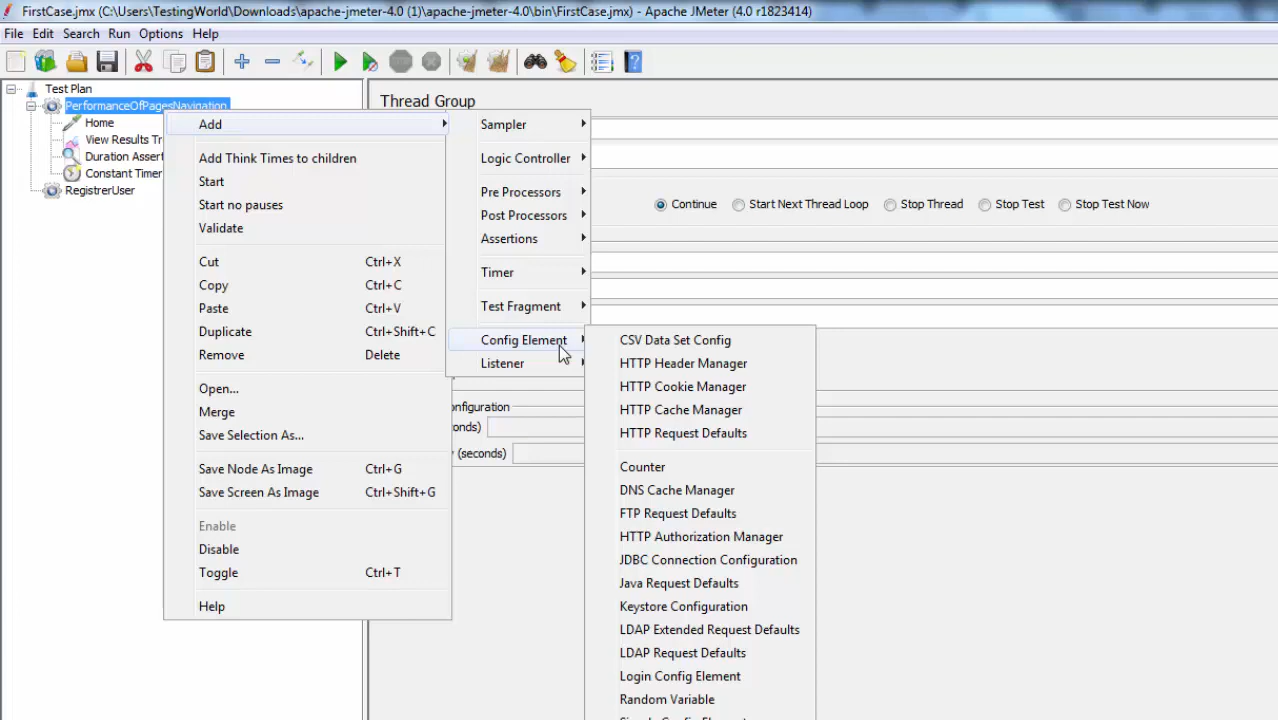 FirstCase.jmx (C:\Users\TestingWorld\Downloads\apache-jmeter-4.0 (1)\apache-jmeter-4.0\bin\FirstCase.jmx) - Apache JMeter (4.0 r1823414)
File Edit Search Run Options Help
Test Plan
PerformanceOfPagesNavigation
Home
View Results Tr
Duration Assert
Constant Timer
RegistrerUser
Thread Group
Continue Start Next Thread Loop Stop Thread Stop Test Stop Test Now
nfiguration
onds)
(seconds)
Add
Add Think Times to children
Start
Start no pauses
Validate
Cut Ctrl+X
Copy Ctrl+C
Paste Ctrl+V
Duplicate Ctrl+Shift+C
Remove Delete
Open...
Merge
Save Selection As...
Save Node As Image Ctrl+G
Save Screen As Image Ctrl+Shift+G
Enable
Disable
Toggle Ctrl+T
Help
Sampler
Logic Controller
Pre Processors
Post Processors
Assertions
Timer
Test Fragment
Config Element
Listener
CSV Data Set Config
HTTP Header Manager
HTTP Cookie Manager
HTTP Cache Manager
HTTP Request Defaults
Counter
DNS Cache Manager
FTP Request Defaults
HTTP Authorization Manager
JDBC Connection Configuration
Java Request Defaults
Keystore Configuration
LDAP Extended Request Defaults
LDAP Request Defaults
Login Config Element
Random Variable